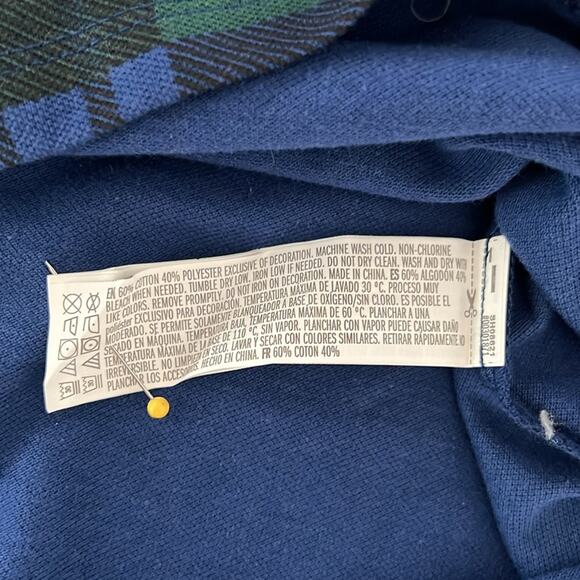 EN 60% COTTON 40% POLYESTER EXCLUSIVE OF DECORATION. MACHINE WASH COLD. NON-CHLORINE
BLEACH WHEN NEEDED. TUMBLE DRY LOW. IRON LOW IF NEEDED. DO NOT DRY CLEAN. WASH AND DRY WITH
LIKE COLORS. REMOVE PROMPTLY. DO NOT IRON ON DECORATION. MADE IN CHINA. ES 60% ALGODÓN 40%
poliéster EXCLUSIVO PARA DECORACIÓN. TEMPERATURA MÁXIMA DE LAVADO 30 °C. PROCESO MUY
MODERADO. SE PERMITE SOLAMENTE BLANQUEADOR A BASE DE OXÍGENO/SIN CLORO. ES POSIBLE EL
SECADO EN MÁQUINA. TEMPERATURA BAJA, TEMPERATURA MÁXIMA DE 60 °C. PLANCHAR A UNA
TEMPERATURA MÁXIMA DE LA BASE DE 110 °C, SIN VAPOR. PLANCHAR CON VAPOR PUEDE CAUSAR DAÑO
IRREVERSIBLE. NO LIMPIEZA EN SECO. LAVAR Y SECAR CON COLORES SIMILARES. RETIRAR RÁPIDAMENTE. NO
PLANCHAR LOS ACCESORIOS. HECHO EN CHINA. FR 60% COTON 40%
SH08621
800301871